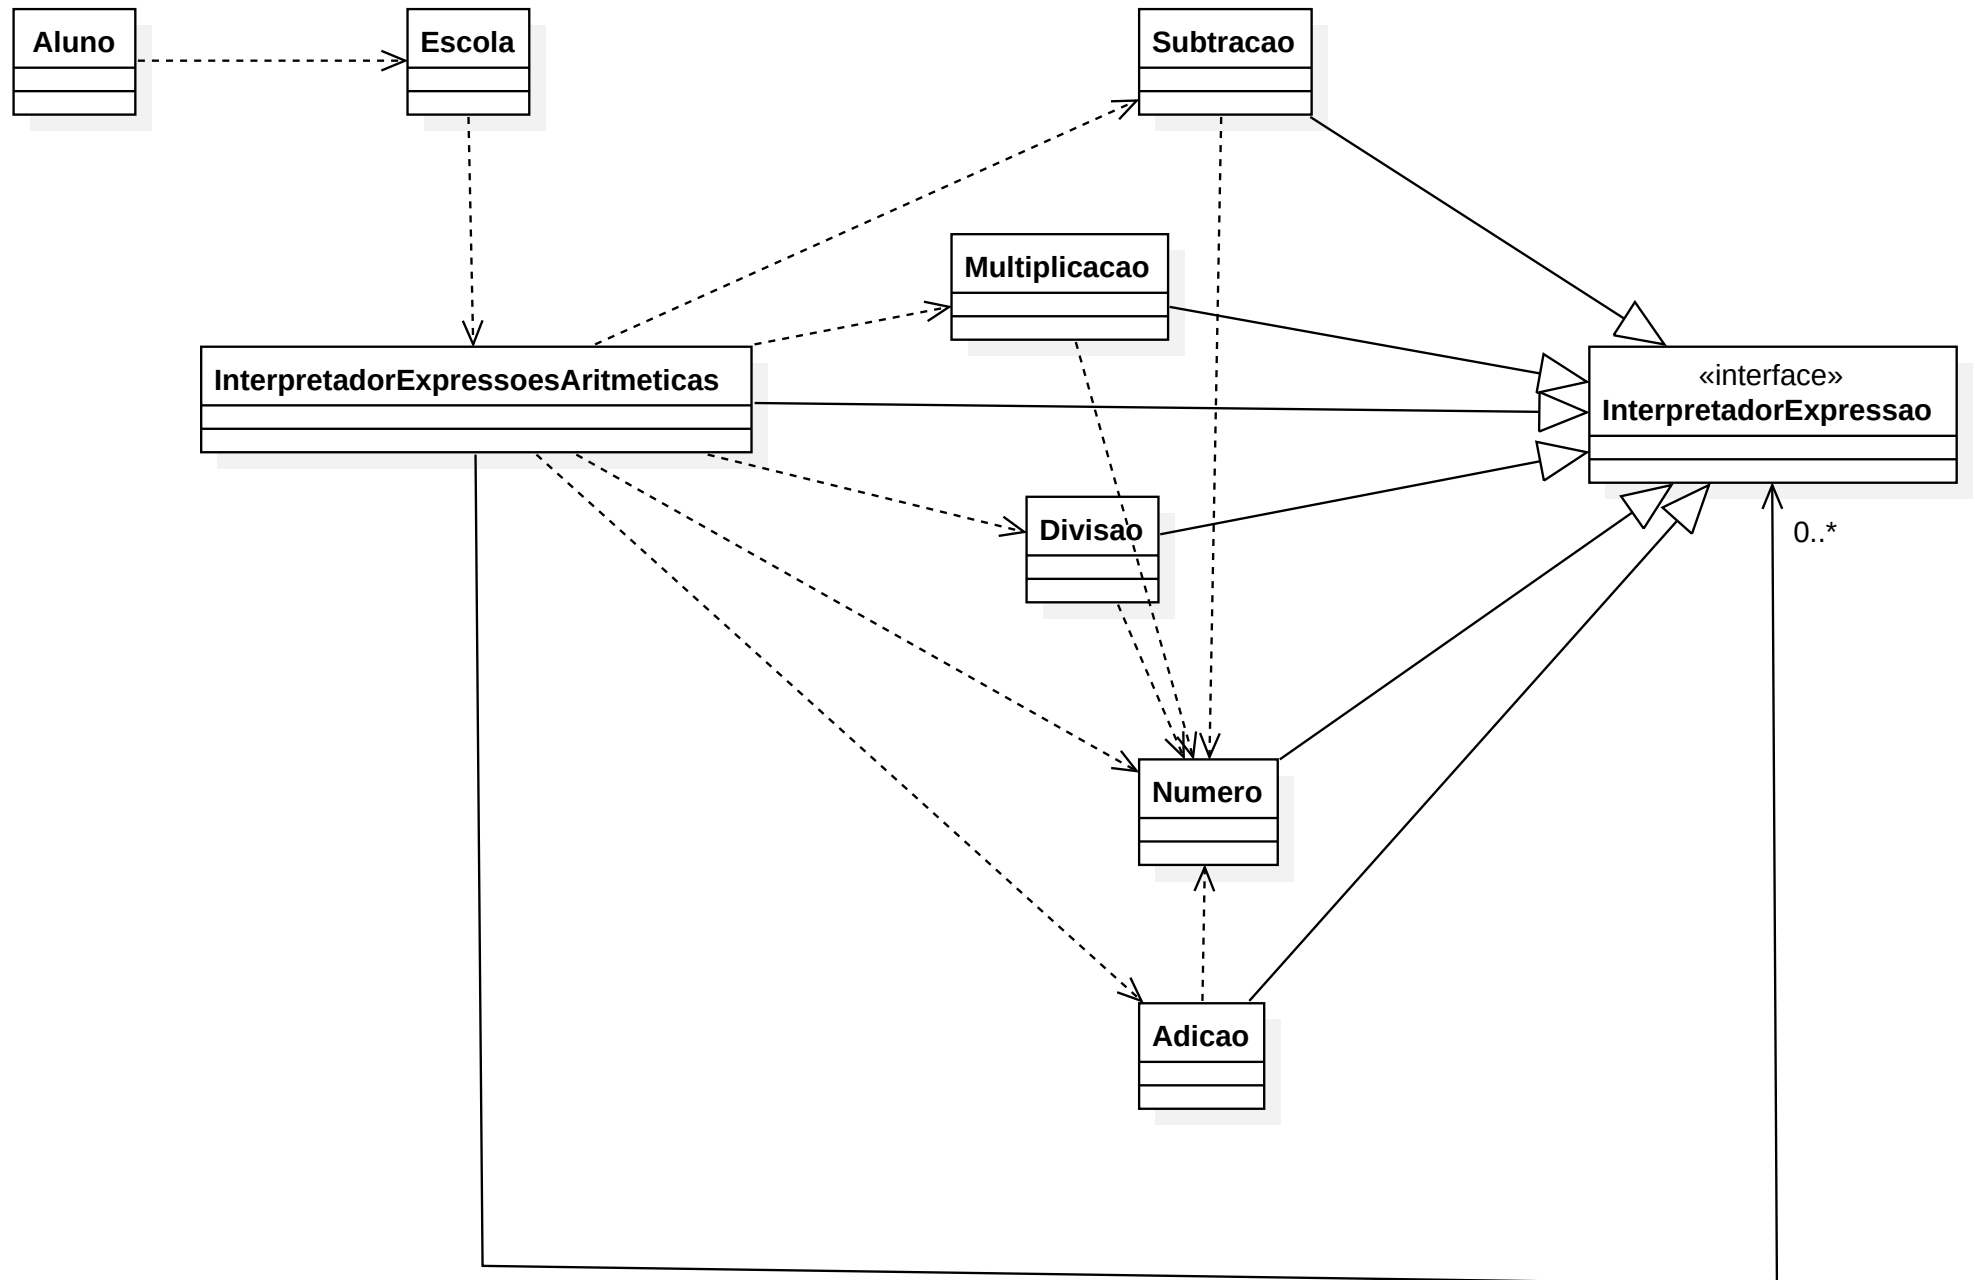 Aluno
Escola
Subtracao
Multiplicacao
InterpretadorExpressoesAritmeticas
«interface»
InterpretadorExpressao
Divisao
0..*
Numero
Adicao